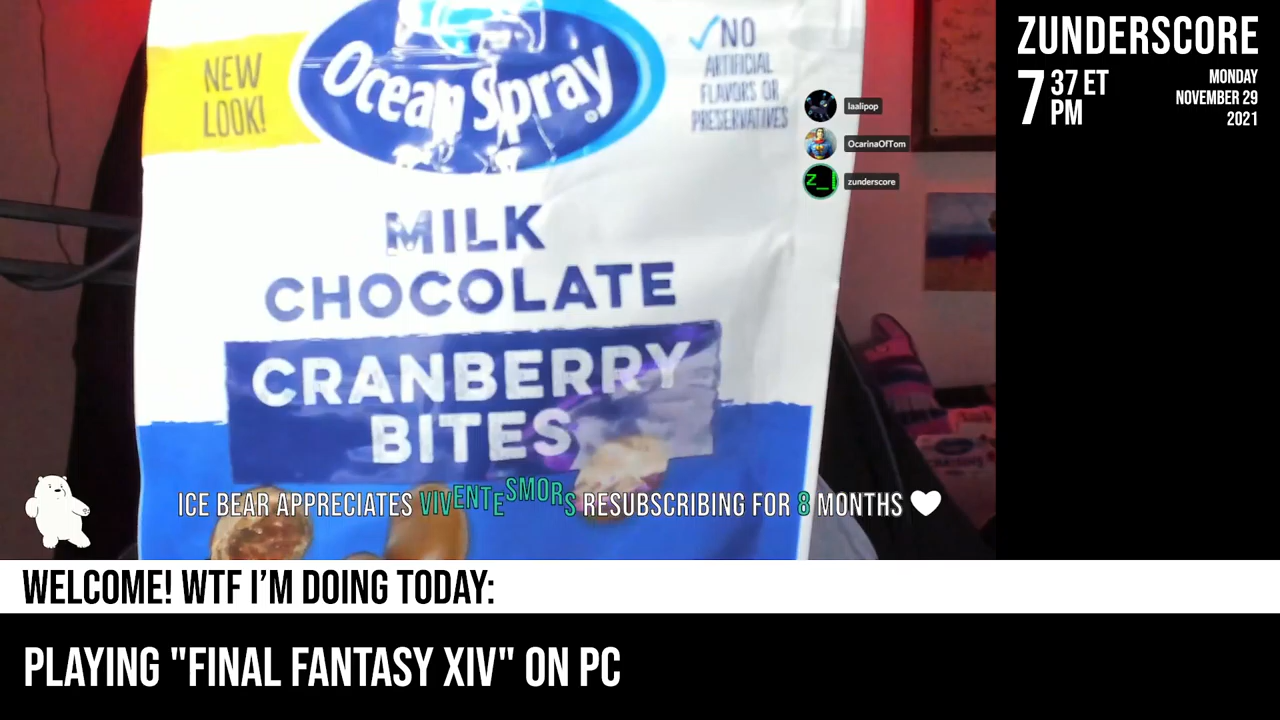 ZUNDERSCORE
7 37 ET
PM
MONDAY
NOVEMBER 29
2021
NEW
LOOK!
Ocean Spray®
✓NO
ARTIFICIAL
FLAVORS OR
PRESERVATIVES
laalipop
OcarinaOfTom
zunderscore
Z_
MILK
CHOCOLATE
CRANBERRY
BITES
ICE BEAR APPRECIATES VIVENTESMORS RESUBSCRIBING FOR 8 MONTHS
WELCOME! WTF I'M DOING TODAY:
PLAYING "FINAL FANTASY XIV" ON PC